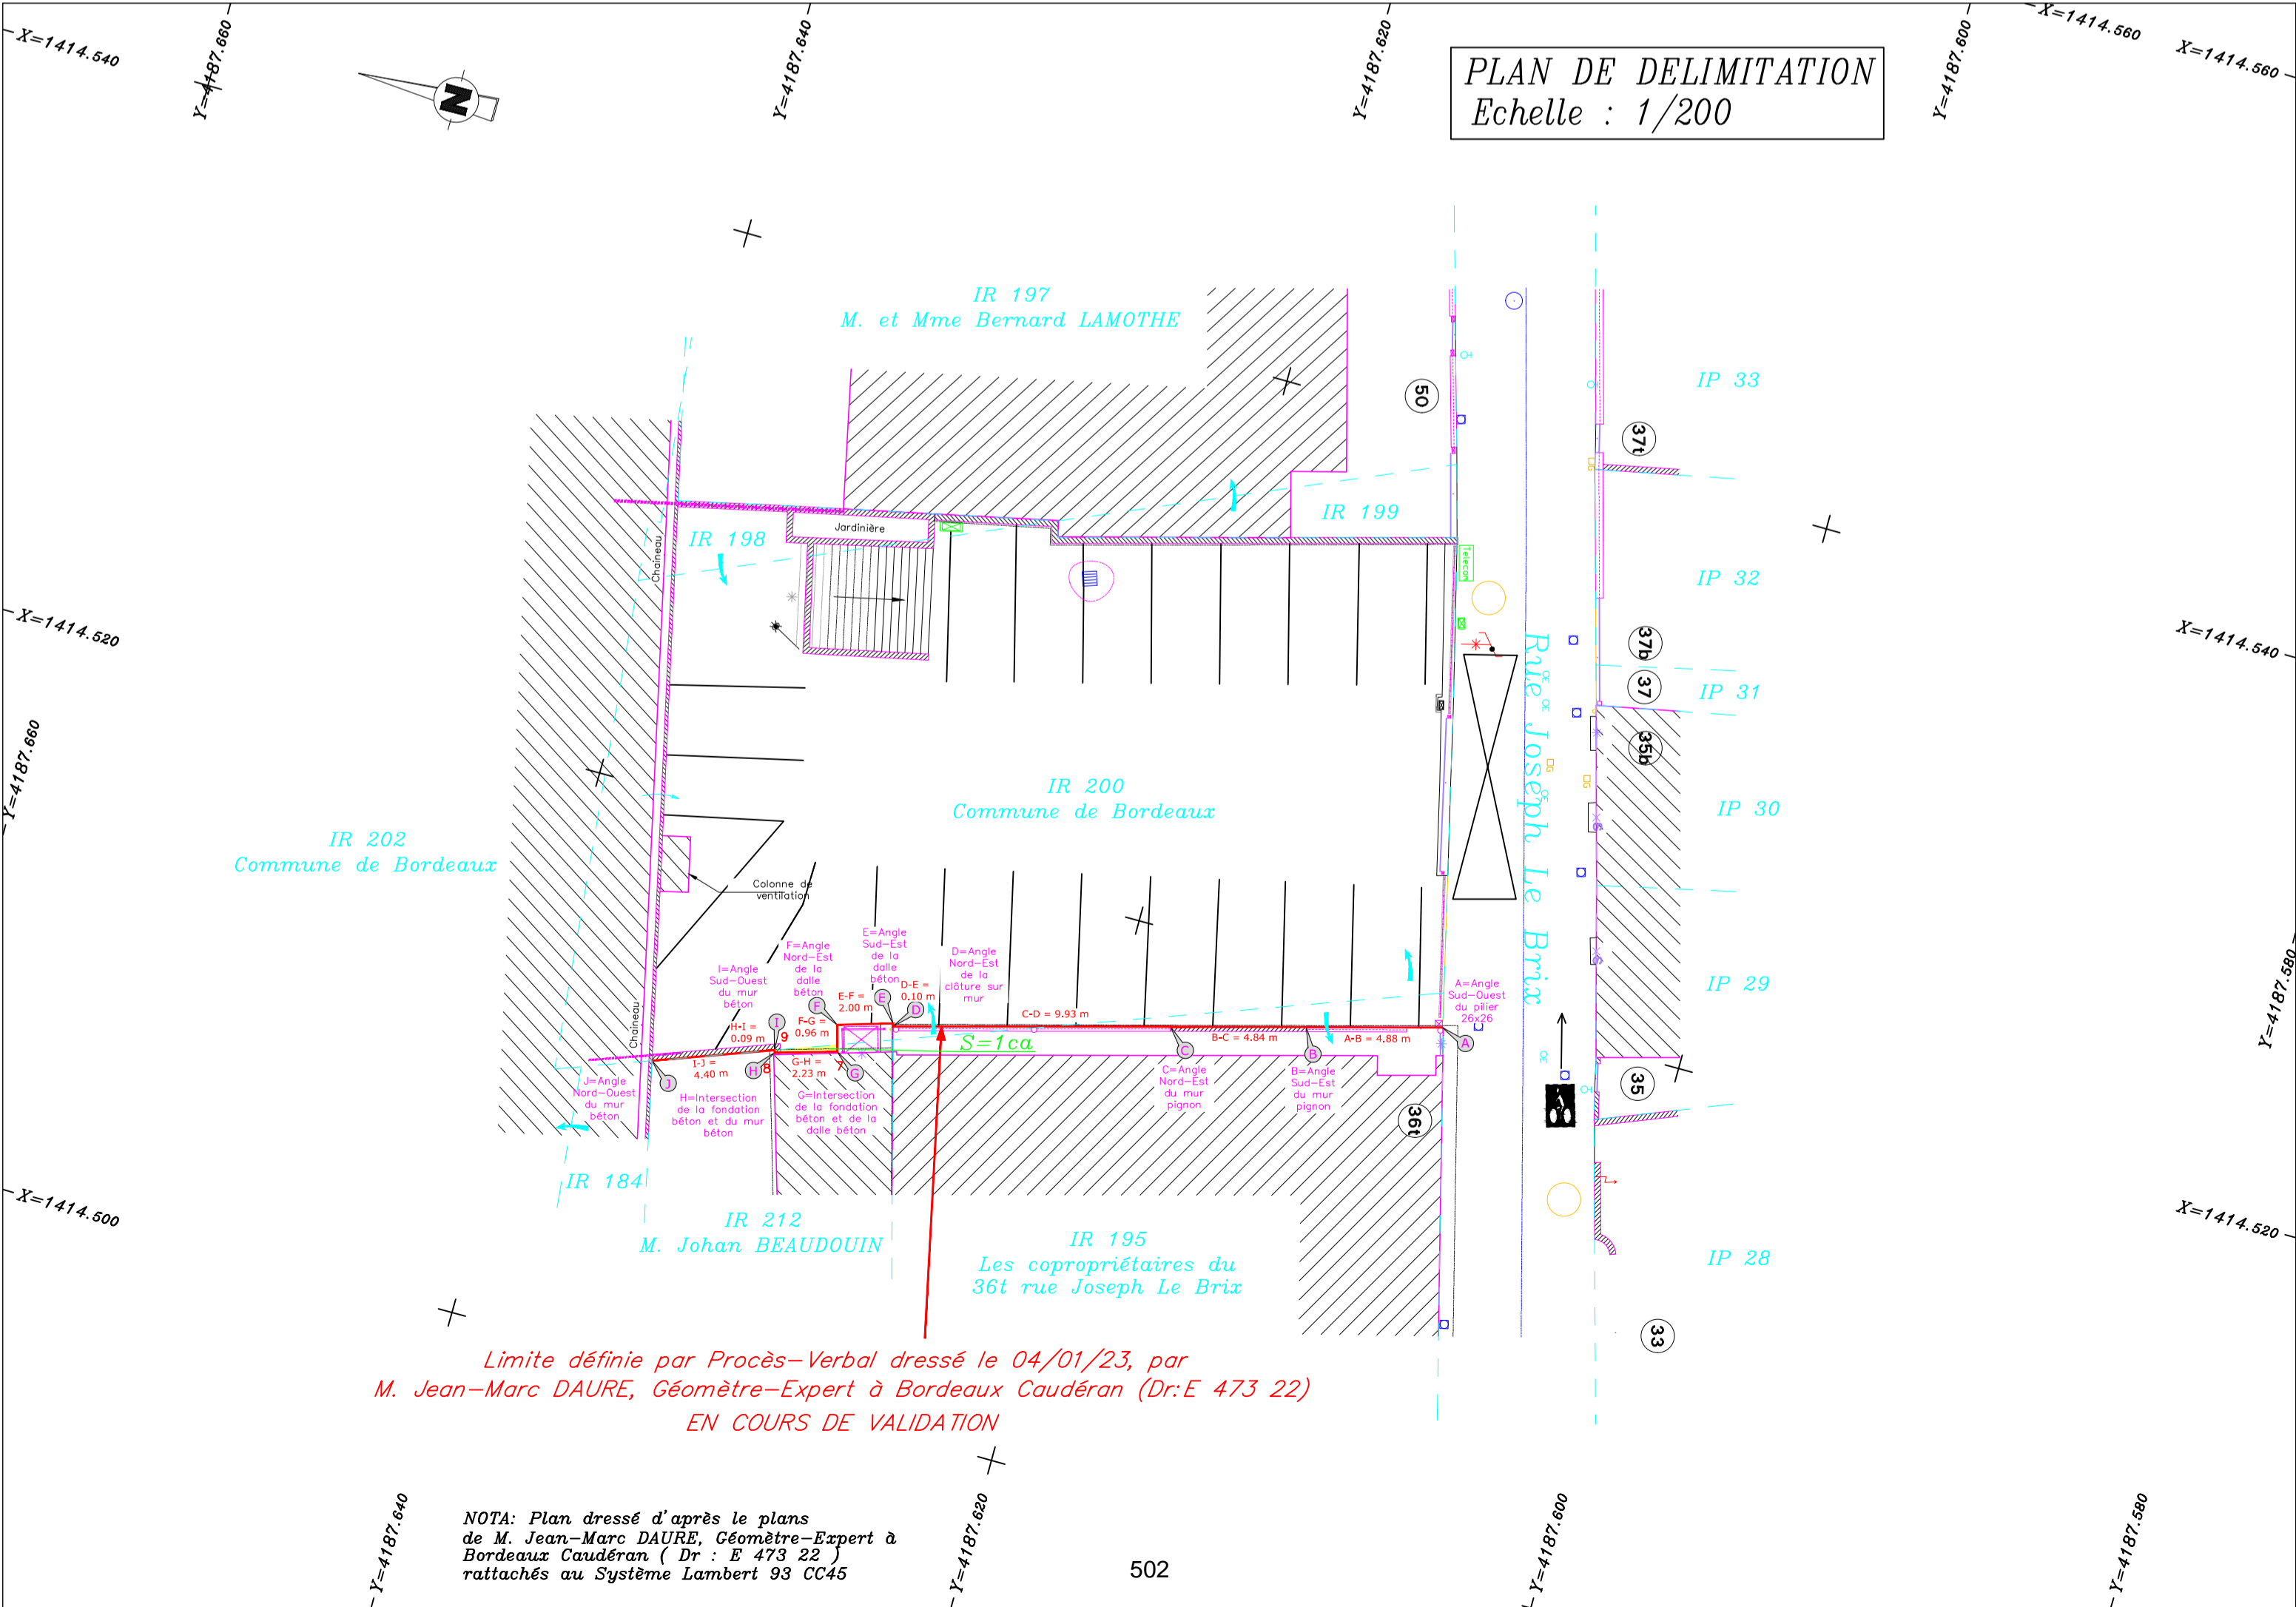 X=1414.540
Y=4187.660
Y=4187.640
Y=4187.620
Y=4187.600
X=1414.560
X=1414.560
N
PLAN DE DELIMITATION
Echelle : 1/200
IR 197
M. et Mme Bernard LAMOTHE
IP 33
50
37t
IR 199
IR 198
Jardinière
Chaineau
Telecom
IP 32
X=1414.520
X=1414.540
37b
37
IP 31
35b
Rue Joseph Le Brix
Y=4187.660
IR 200
Commune de Bordeaux
IP 30
IR 202
Commune de Bordeaux
Colonne de
ventilation
IP 29
Y=4187.580
Chaineau
I=Angle
Sud-Ouest
du mur
béton
F=Angle
Nord-Est
de la
dalle
béton
E=Angle
Sud-Est
de la
dalle
béton
D=Angle
Nord-Est
de la
clôture sur
mur
A=Angle
Sud-Ouest
du pilier
26x26
D-E =
0.10 m
E-F =
2.00 m
F-G =
0.96 m
H-I =
0.09 m
C-D = 9.93 m
B-C = 4.84 m
A-B = 4.88 m
I-J =
4.40 m
G-H =
2.23 m
F
E
D
I
9
8
7
H
G
J
C
B
A
S=1ca
J=Angle
Nord-Ouest
du mur
béton
H=Intersection
de la fondation
béton et du mur
béton
G=Intersection
de la fondation
béton et de la
dalle béton
C=Angle
Nord-Est
du mur
pignon
B=Angle
Sud-Est
du mur
pignon
35
36t
IR 184
X=1414.500
X=1414.520
IR 212
M. Johan BEAUDOUIN
IR 195
Les copropriétaires du
36t rue Joseph Le Brix
IP 28
33
Limite définie par Procès-Verbal dressé le 04/01/23, par
M. Jean-Marc DAURE, Géomètre-Expert à Bordeaux Caudéran (Dr:E 473 22)
EN COURS DE VALIDATION
Y=4187.640
Y=4187.620
Y=4187.600
Y=4187.580
NOTA: Plan dressé d'après le plans
de M. Jean-Marc DAURE, Géomètre-Expert à
Bordeaux Caudéran ( Dr : E 473 22 )
rattachés au Système Lambert 93 CC45
502